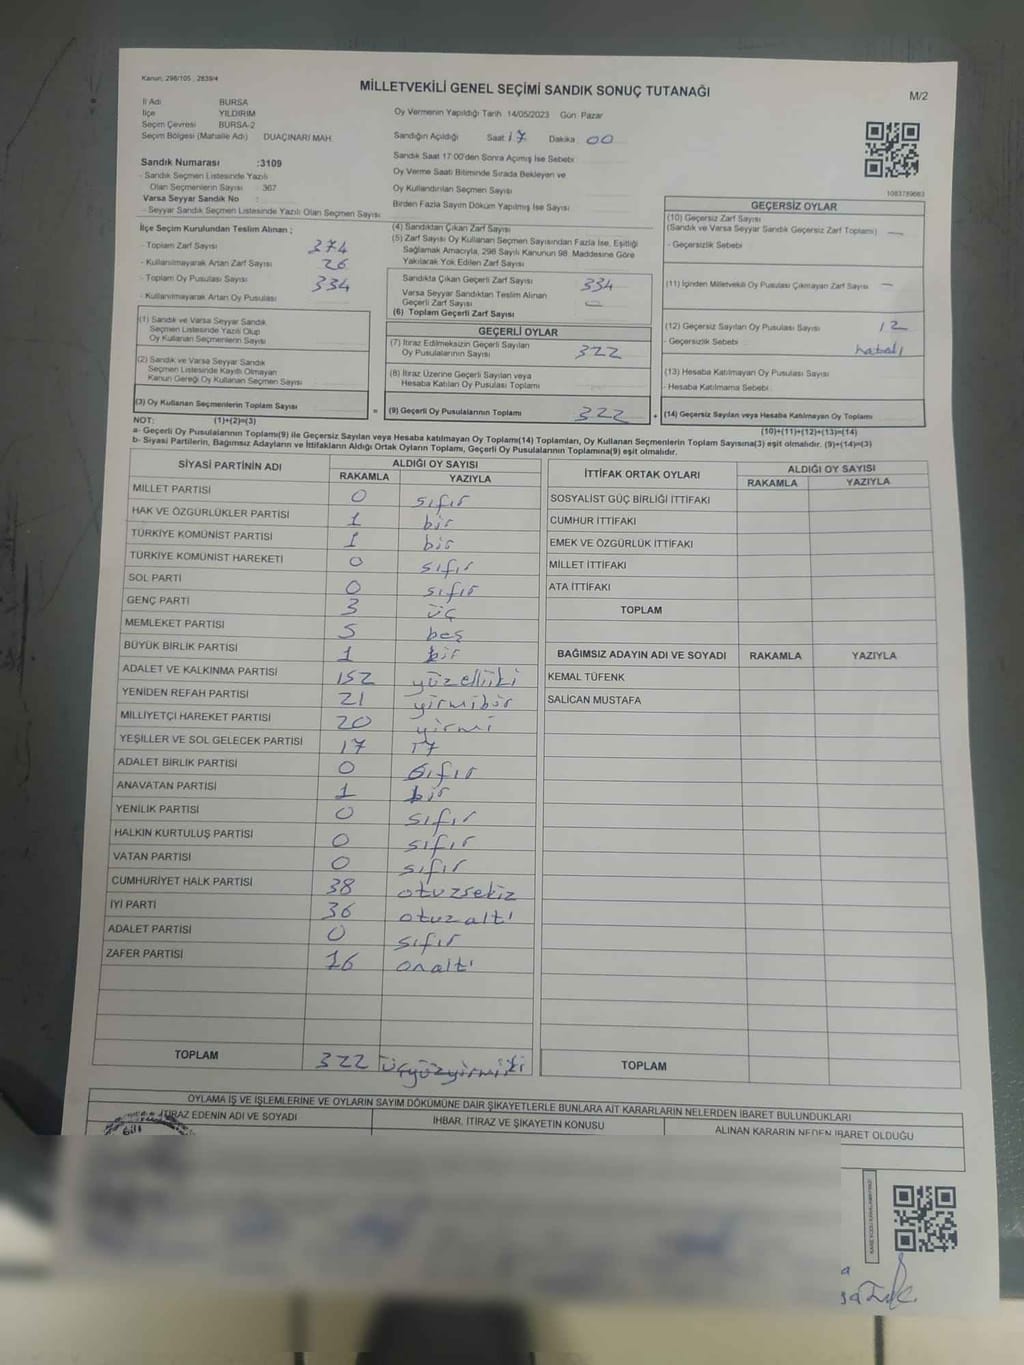 Kanun; 298/105 , 2839/4
MİLLETVEKİLİ GENEL SEÇİMİ SANDIK SONUÇ TUTANAĞI
M/2
İl Adı BURSA
İlçe YILDIRIM
Seçim Çevresi BURSA-2
Seçim Bölgesi (Mahalle Adı) DUAÇINARI MAH.
Oy Vermenin Yapıldığı Tarih 14/05/2023 Gün: Pazar
Sandığın Açıldığı Saat 17 Dakika 00
Sandık Saat 17:00'den Sonra Açımış İse Sebebi
Oy Verme Saati Bitiminde Sırada Bekleyen ve
Oy Kullandırılan Seçmen Sayısı
Birden Fazla Sayım Döküm Yapılmış İse Sayısı
1083789663
Sandık Numarası :3109
- Sandık Seçmen Listesinde Yazılı
Olan Seçmenlerin Sayısı : 367
Varsa Seyyar Sandık No :
- Seyyar Sandık Seçmen Listesinde Yazılı Olan Seçmen Sayısı
İlçe Seçim Kurulundan Teslim Alınan ;
- Toplam Zarf Sayısı 374
- Kullanılmayarak Artan Zarf Sayısı 26
- Toplam Oy Pusulası Sayısı 334
- Kullanılmayarak Artan Oy Pusulası
(1) Sandık ve Varsa Seyyar Sandık
Seçmen Listesinde Yazılı Olup
Oy Kullanan Seçmenlerin Sayısı
(2) Sandık ve Varsa Seyyar Sandık
Seçmen Listesinde Kayıtlı Olmayan
Kanun Gereği Oy Kullanan Seçmen Sayısı
(3) Oy Kullanan Seçmenlerin Toplam Sayısı =
(1)+(2)=(3)
(4) Sandıktan Çıkan Zarf Sayısı
(5) Zarf Sayısı Oy Kullanan Seçmen Sayısından Fazla İse, Eşitliği
Sağlamak Amacıyla, 298 Sayılı Kanunun 98. Maddesine Göre
Yakılarak Yok Edilen Zarf Sayısı
Sandıkta Çıkan Geçerli Zarf Sayısı 334
Varsa Seyyar Sandıktan Teslim Alınan
Geçerli Zarf Sayısı —
(6) Toplam Geçerli Zarf Sayısı
GEÇERLİ OYLAR
(7) İtiraz Edilmeksizin Geçerli Sayılan
Oy Pusulalarının Sayısı 322
(8) İtiraz Üzerine Geçerli Sayılan veya
Hesaba Katılan Oy Pusulası Toplamı
(9) Geçerli Oy Pusulalarının Toplamı 322 +
GEÇERSİZ OYLAR
(10) Geçersiz Zarf Sayısı
(Sandık ve Varsa Seyyar Sandık Geçersiz Zarf Toplamı) —
- Geçersizlik Sebebi
(11) İçinden Milletvekili Oy Pusulası Çıkmayan Zarf Sayısı —
(12) Geçersiz Sayılan Oy Pusulası Sayısı 12
- Geçersizlik Sebebi hatalı
(13) Hesaba Katılmayan Oy Pusulası Sayısı
- Hesaba Katılmama Sebebi
(14) Geçersiz Sayılan veya Hesaba Katılmayan Oy Toplamı
(10)+(11)+(12)+(13)=(14)
NOT:
a- Geçerli Oy Pusulalarının Toplamı(9) ile Geçersiz Sayılan veya Hesaba katılmayan Oy Toplamı(14) Toplamları, Oy Kullanan Seçmenlerin Toplam Sayısına(3) eşit olmalıdır. (9)+(14)=(3)
b- Siyasi Partilerin, Bağımsız Adayların ve İttifakların Aldığı Oyların Toplamı, Geçerli Oy Pusulalarının Toplamına(9) eşit olmalıdır.
SİYASİ PARTİNİN ADI ALDIĞI OY SAYISI
RAKAMLA YAZIYLA
MİLLET PARTİSİ 0 sıfır
HAK VE ÖZGÜRLÜKLER PARTİSİ 1 bir
TÜRKİYE KOMÜNİST PARTİSİ 1 bir
TÜRKİYE KOMÜNİST HAREKETİ 0 sıfır
SOL PARTİ 0 sıfır
GENÇ PARTİ 3 üç
MEMLEKET PARTİSİ 5 beş
BÜYÜK BİRLİK PARTİSİ 1 bir
ADALET VE KALKINMA PARTİSİ 152 yüzelliiki
YENİDEN REFAH PARTİSİ 21 yirmibir
MİLLİYETÇİ HAREKET PARTİSİ 20 yirmi
YEŞİLLER VE SOL GELECEK PARTİSİ 17 17
ADALET BİRLİK PARTİSİ 0 sıfır
ANAVATAN PARTİSİ 1 bir
YENİLİK PARTİSİ 0 sıfır
HALKIN KURTULUŞ PARTİSİ 0 sıfır
VATAN PARTİSİ 0 sıfır
CUMHURİYET HALK PARTİSİ 38 otuzsekiz
İYİ PARTİ 36 otuzaltı
ADALET PARTİSİ 0 sıfır
ZAFER PARTİSİ 16 onaltı
TOPLAM 322 üçyüzyirmiiki
İTTİFAK ORTAK OYLARI ALDIĞI OY SAYISI
RAKAMLA YAZIYLA
SOSYALİST GÜÇ BİRLİĞİ İTTİFAKI
CUMHUR İTTİFAKI
EMEK VE ÖZGÜRLÜK İTTİFAKI
MİLLET İTTİFAKI
ATA İTTİFAKI
TOPLAM
BAĞIMSIZ ADAYIN ADI VE SOYADI RAKAMLA YAZIYLA
KEMAL TÜFENK
SALİCAN MUSTAFA
TOPLAM
OYLAMA İŞ VE İŞLEMLERİNE VE OYLARIN SAYIM DÖKÜMÜNE DAİR ŞİKAYETLERLE BUNLARA AİT KARARLARIN NELERDEN İBARET BULUNDUKLARI
İTİRAZ EDENİN ADI VE SOYADI İHBAR, İTİRAZ VE ŞİKAYETİN KONUSU ALINAN KARARIN NEDEN İBARET OLDUĞU